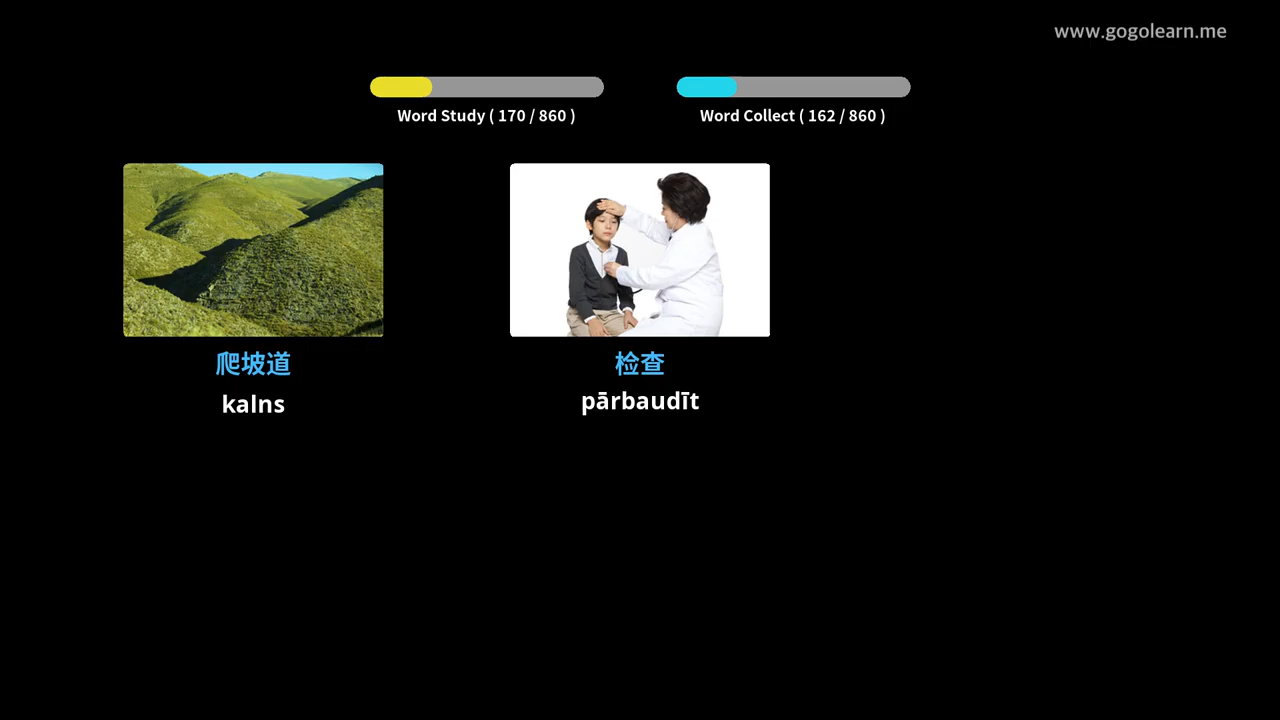 www.gogolearn.me
Word Study ( 170 / 860 )
Word Collect ( 162 / 860 )
爬坡道
kalns
检查
pārbaudīt